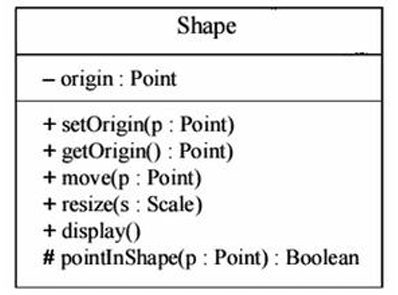 Shape
– origin : Point
+ setOrigin(p : Point)
+ getOrigin() : Point)
+ move(p : Point)
+ resize(s : Scale)
+ display()
# pointInShape(p : Point) : Boolean